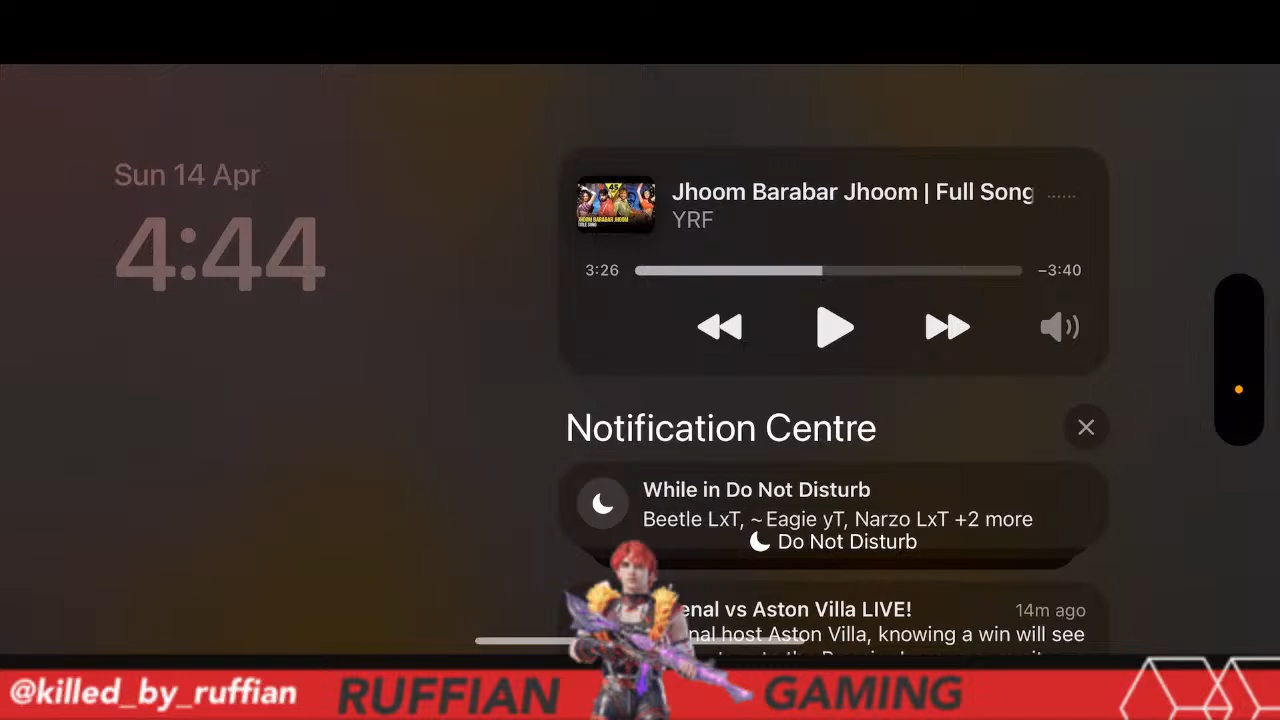 Sun 14 Apr
4:44
Jhoom Barabar Jhoom | Full Song
YRF
3:26
−3:40
Notification Centre
While in Do Not Disturb
Beetle LxT, ~ Eagie yT, Narzo LxT +2 more
Do Not Disturb
enal vs Aston Villa LIVE!
14m ago
nal host Aston Villa, knowing a win will see
@killed_by_ruffian
RUFFIAN GAMING